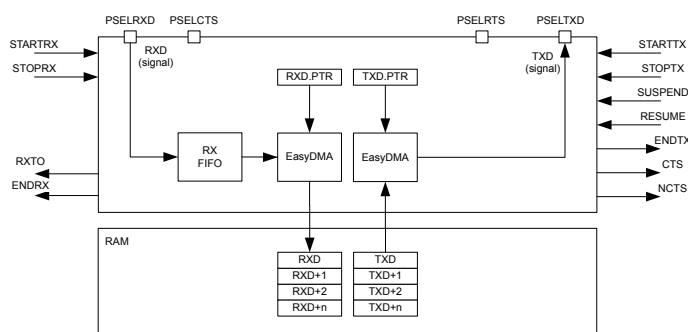 PSELRXD
PSELCTS
PSELRTS
PSELTXD
STARTRX
STOPRX
RXD
(signal)
RXD.PTR
TXD.PTR
TXD
(signal)
STARTTX
STOPTX
SUSPEND
RESUME
RX
FIFO
EasyDMA
EasyDMA
RXTO
ENDRX
ENDTX
CTS
NCTS
RAM
RXD
RXD+1
RXD+2
RXD+n
TXD
TXD+1
TXD+2
TXD+n